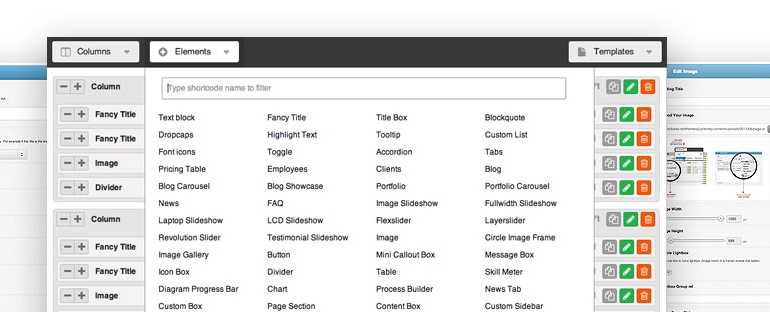 Columns Elements Templates
Edit Image
Type shortcode name to filter
Column
Fancy Title
Fancy Title
Image
Divider
Column
Fancy Title
Fancy Title
Image
Text block Fancy Title Title Box Blockquote
Dropcaps Highlight Text Tooltip Custom List
Font icons Toggle Accordion Tabs
Pricing Table Employees Clients Blog
Blog Carousel Blog Showcase Portfolio Portfolio Carousel
News FAQ Image Slideshow Fullwidth Slideshow
Laptop Slideshow LCD Slideshow Flexslider Layerslider
Revolution Slider Testimonial Slideshow Image Circle Image Frame
Image Gallery Button Mini Callout Box Message Box
Icon Box Divider Table Skill Meter
Diagram Progress Bar Chart Process Builder News Tab
Custom Box Page Section Content Box Custom Sidebar